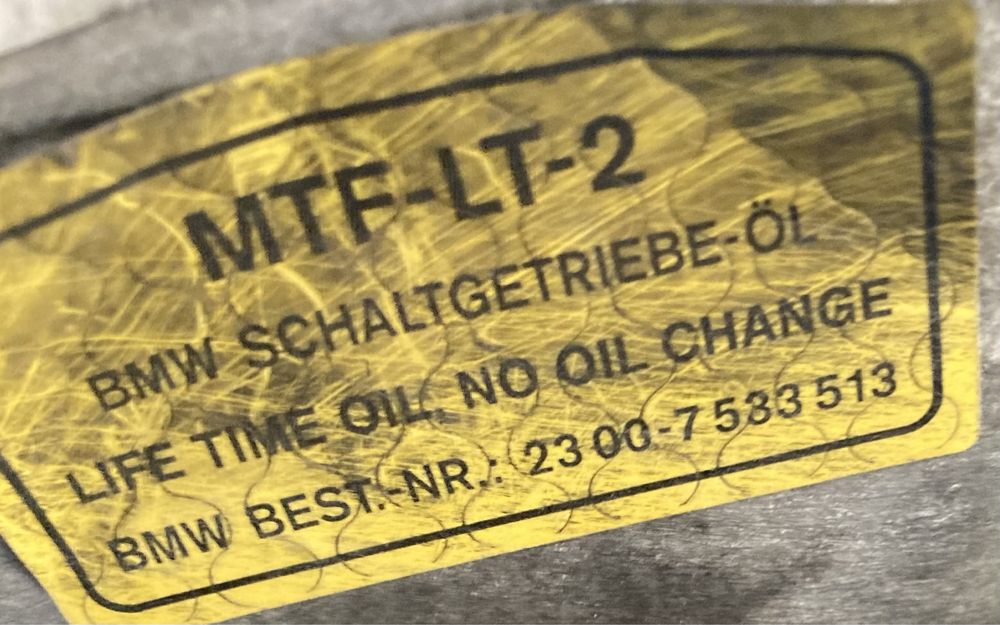 MTF-LT-2
BMW SCHALTGETRIEBE-ÖL
LIFE TIME OIL. NO OIL CHANGE
BMW BEST.-NR.: 23 00-7 533 513